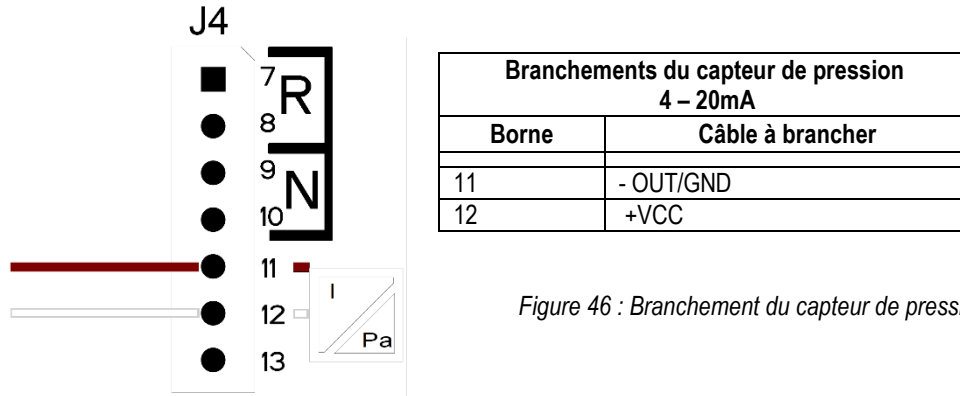 J4
7
R
8
9
N
10
11
12
13
I
Pa
Branchements du capteur de pression
4 – 20mA
Borne Câble à brancher
11 - OUT/GND
12 +VCC
Figure 46 : Branchement du capteur de press